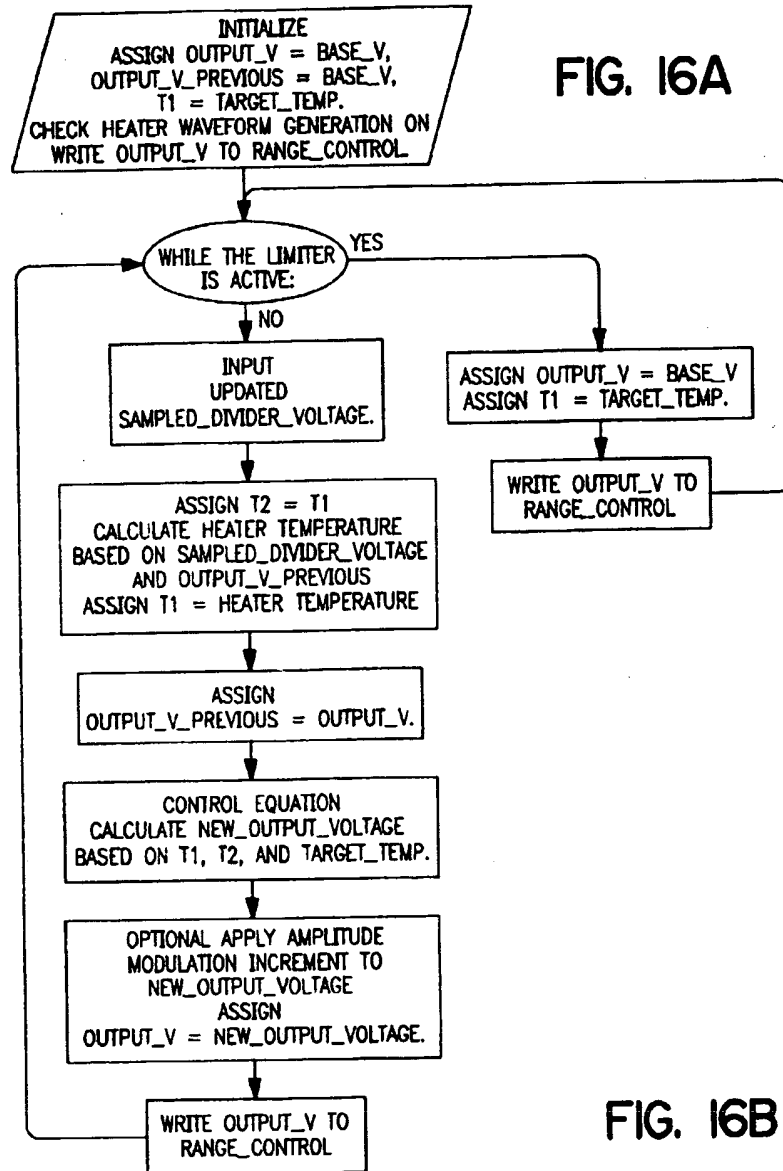 INITIALIZE
ASSIGN OUTPUT_V = BASE_V,
OUTPUT_V_PREVIOUS = BASE_V,
T1 = TARGET_TEMP.
CHECK HEATER WAVEFORM GENERATION ON
WRITE OUTPUT_V TO RANGE_CONTROL
FIG. 16A
WHILE THE LIMITER
IS ACTIVE:
YES
NO
INPUT
UPDATED
SAMPLED_DIVIDER_VOLTAGE.
ASSIGN OUTPUT_V = BASE_V
ASSIGN T1 = TARGET_TEMP.
WRITE OUTPUT_V TO
RANGE_CONTROL
ASSIGN T2 = T1
CALCULATE HEATER TEMPERATURE
BASED ON SAMPLED_DIVIDER_VOLTAGE
AND OUTPUT_V_PREVIOUS
ASSIGN T1 = HEATER TEMPERATURE
ASSIGN
OUTPUT_V_PREVIOUS = OUTPUT_V.
CONTROL EQUATION
CALCULATE NEW_OUTPUT_VOLTAGE
BASED ON T1, T2, AND TARGET_TEMP.
OPTIONAL APPLY AMPLITUDE
MODULATION INCREMENT TO
NEW_OUTPUT_VOLTAGE
ASSIGN
OUTPUT_V = NEW_OUTPUT_VOLTAGE.
WRITE OUTPUT_V TO
RANGE_CONTROL
FIG. 16B